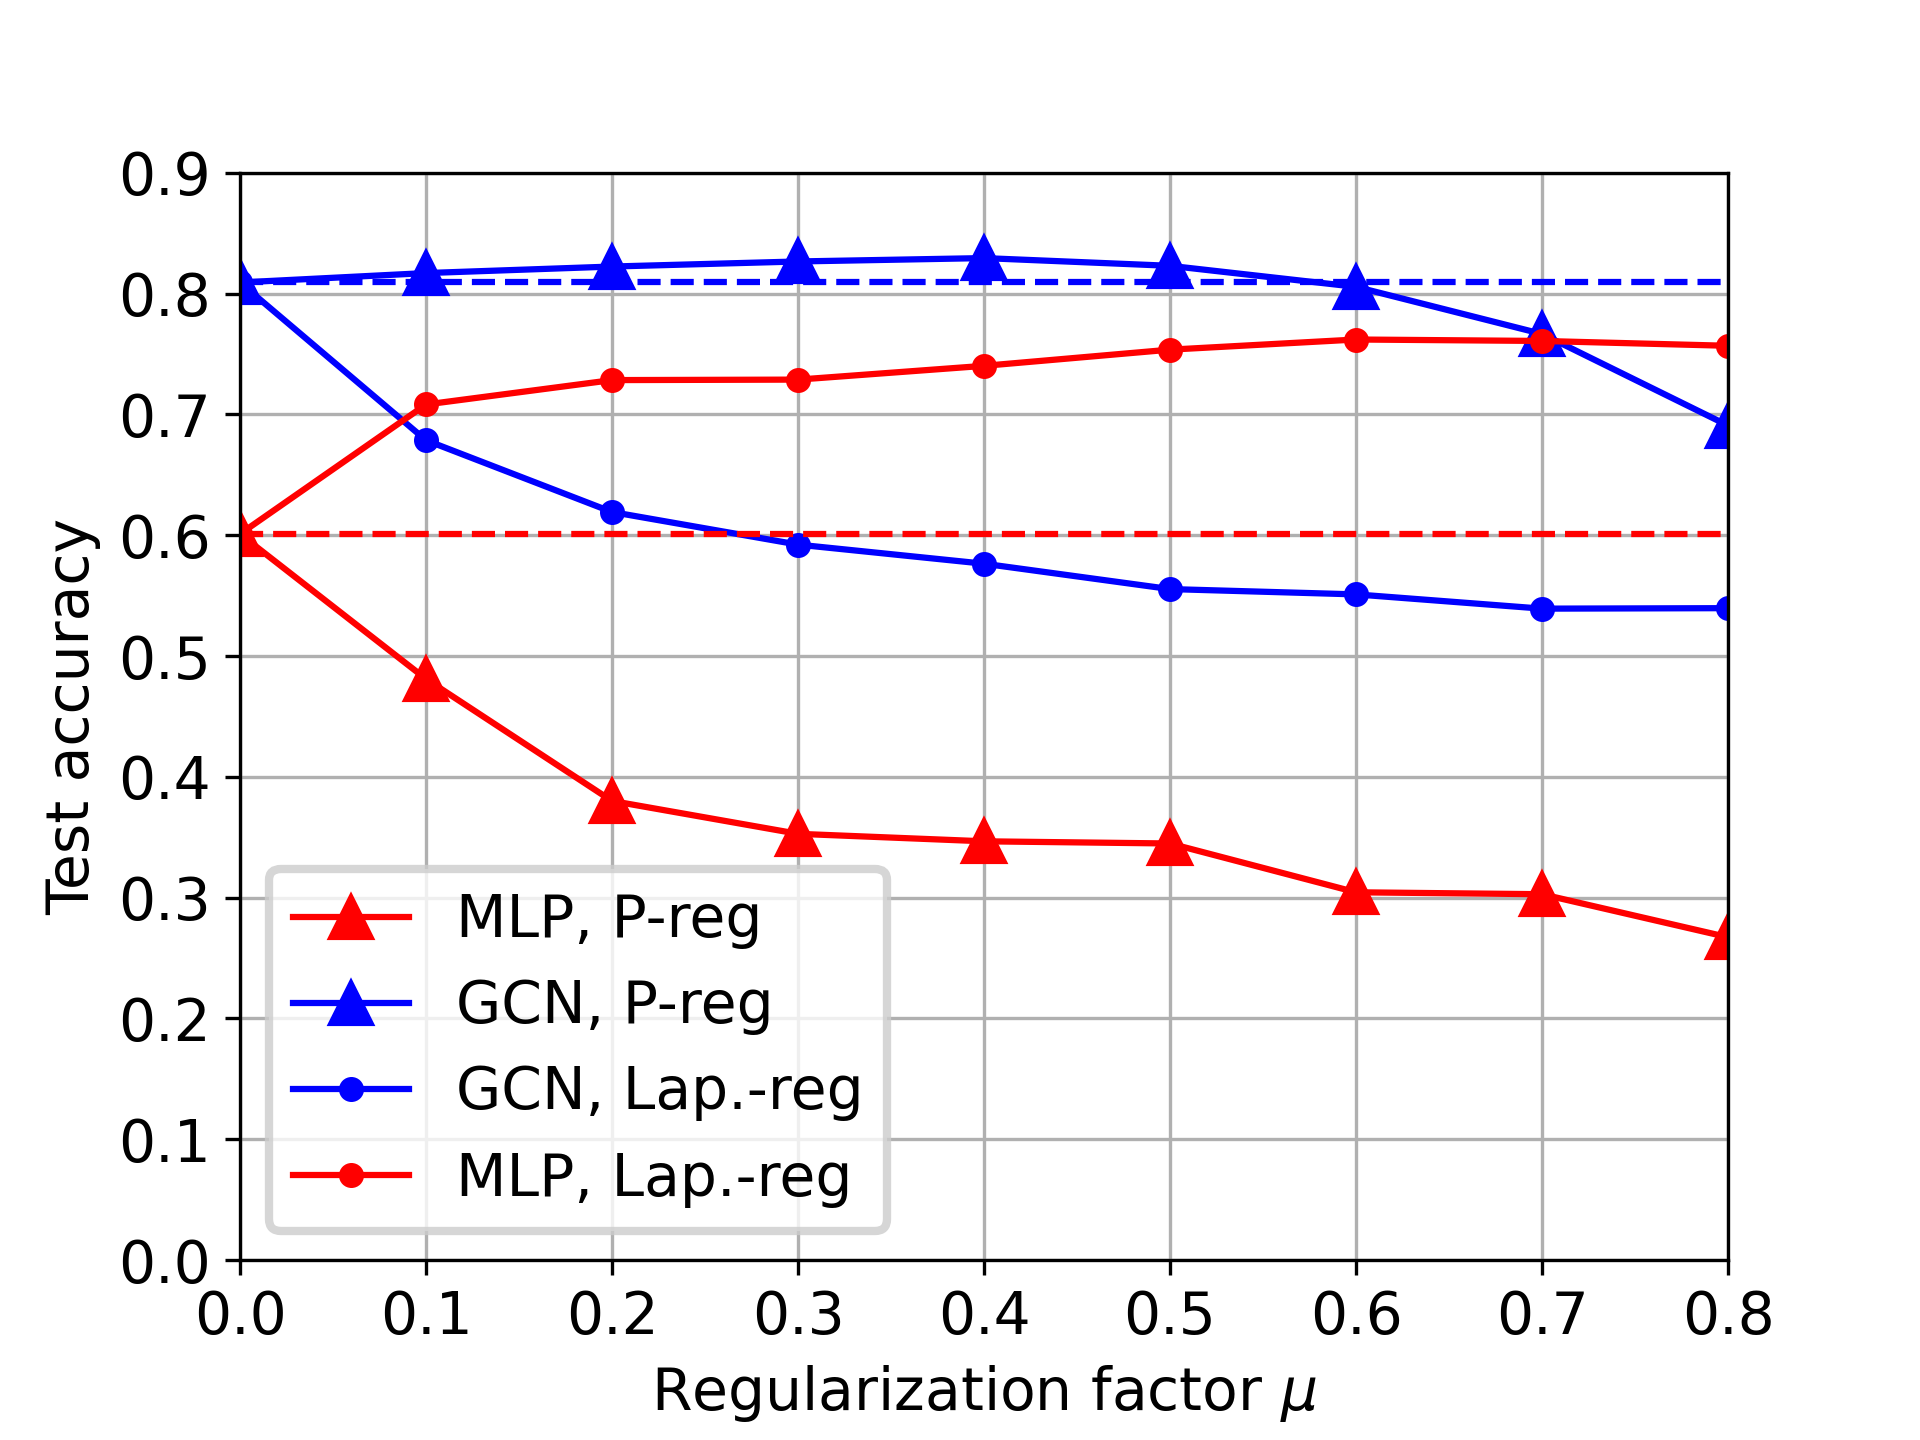 0.9
0.8
0.7
0.6
0.5
0.4
0.3
0.2
0.1
0.0
Test accuracy
MLP, P-reg
GCN, P-reg
GCN, Lap.-reg
MLP, Lap.-reg
0.0 0.1 0.2 0.3 0.4 0.5 0.6 0.7 0.8
Regularization factor μ